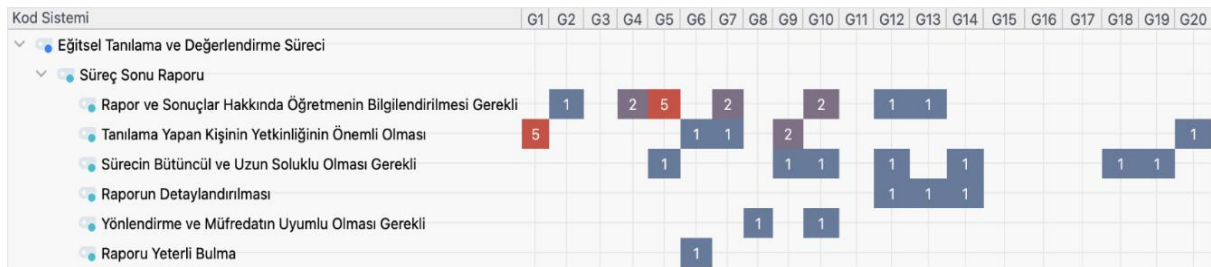 Kod Sistemi G1 G2 G3 G4 G5 G6 G7 G8 G9 G10 G11 G12 G13 G14 G15 G16 G17 G18 G19 G20
Eğitsel Tanılama ve Değerlendirme Süreci
Süreç Sonu Raporu
Rapor ve Sonuçlar Hakkında Öğretmenin Bilgilendirilmesi Gerekli 1 2 5 2 2 1 1
Tanılama Yapan Kişinin Yetkinliğinin Önemli Olması 5 1 1 2 1
Sürecin Bütüncül ve Uzun Soluklu Olması Gerekli 1 1 1 1 1 1 1
Raporun Detaylandırılması 1 1 1
Yönlendirme ve Müfredatın Uyumlu Olması Gerekli 1 1
Raporu Yeterli Bulma 1